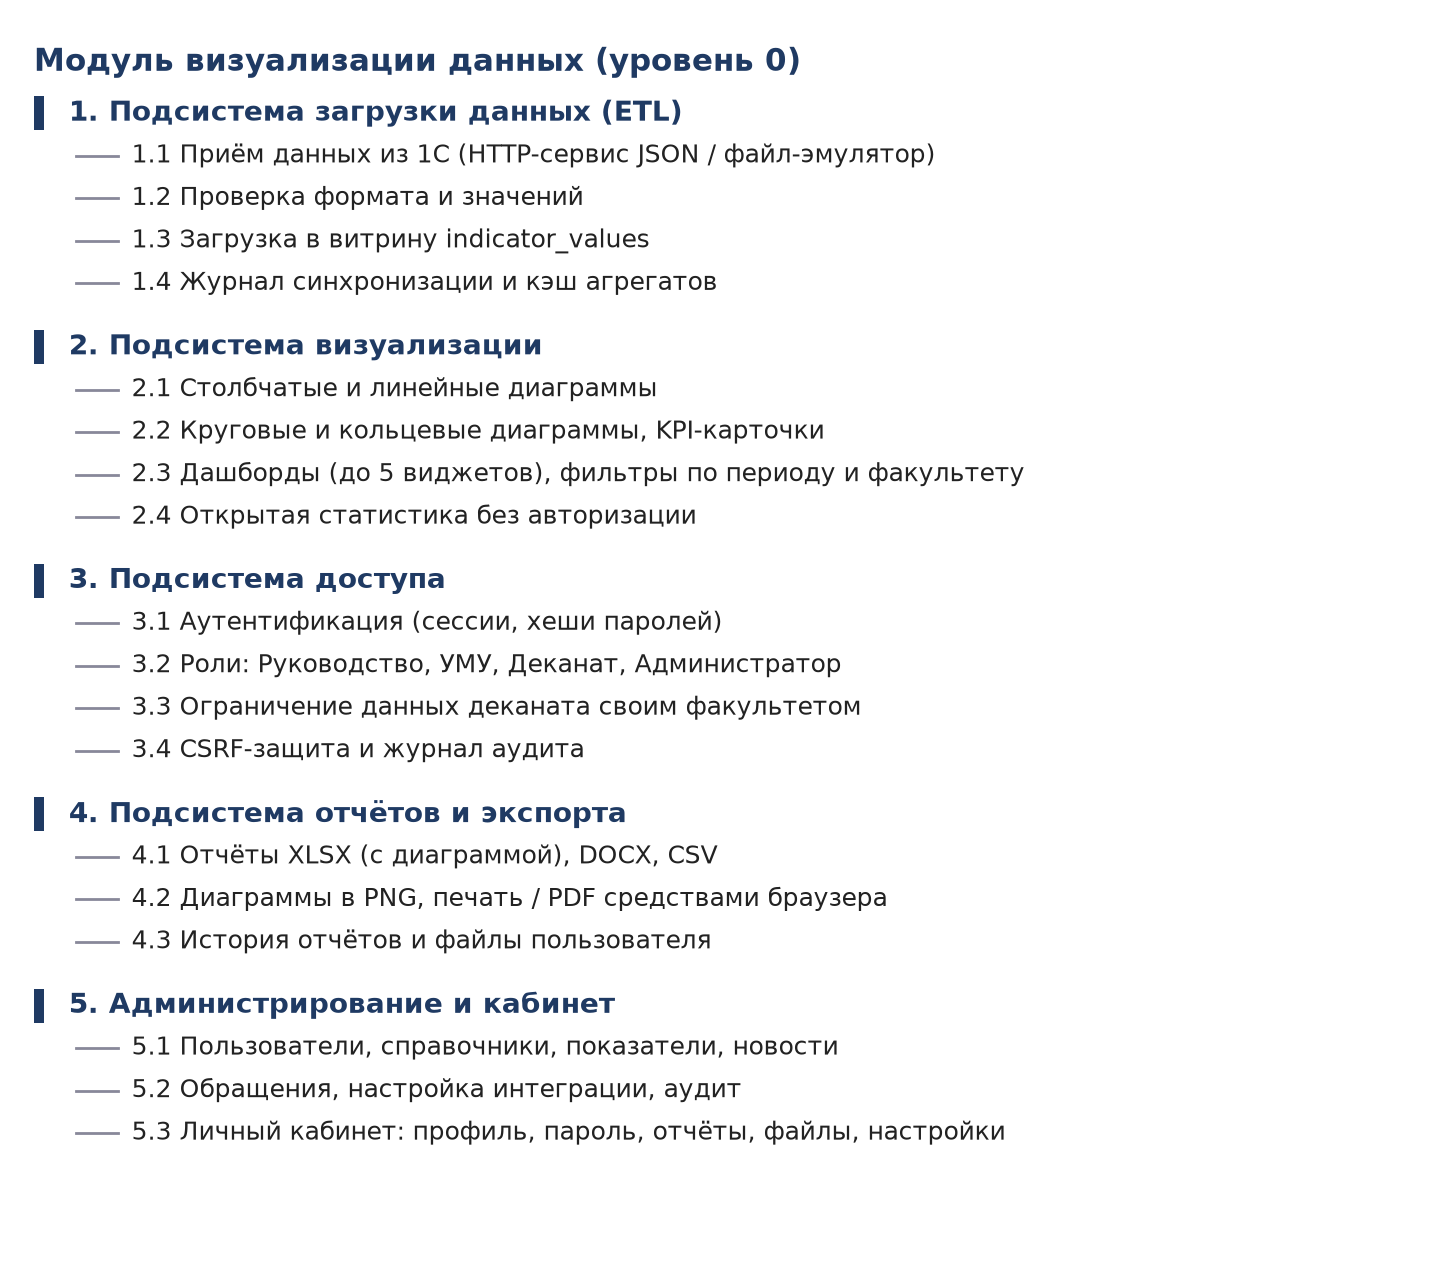 Модуль визуализации данных (уровень 0)
1. Подсистема загрузки данных (ETL)
1.1 Приём данных из 1С (HTTP-сервис JSON / файл-эмулятор)
1.2 Проверка формата и значений
1.3 Загрузка в витрину indicator_values
1.4 Журнал синхронизации и кэш агрегатов
2. Подсистема визуализации
2.1 Столбчатые и линейные диаграммы
2.2 Круговые и кольцевые диаграммы, KPI-карточки
2.3 Дашборды (до 5 виджетов), фильтры по периоду и факультету
2.4 Открытая статистика без авторизации
3. Подсистема доступа
3.1 Аутентификация (сессии, хеши паролей)
3.2 Роли: Руководство, УМУ, Деканат, Администратор
3.3 Ограничение данных деканата своим факультетом
3.4 CSRF-защита и журнал аудита
4. Подсистема отчётов и экспорта
4.1 Отчёты XLSX (с диаграммой), DOCX, CSV
4.2 Диаграммы в PNG, печать / PDF средствами браузера
4.3 История отчётов и файлы пользователя
5. Администрирование и кабинет
5.1 Пользователи, справочники, показатели, новости
5.2 Обращения, настройка интеграции, аудит
5.3 Личный кабинет: профиль, пароль, отчёты, файлы, настройки